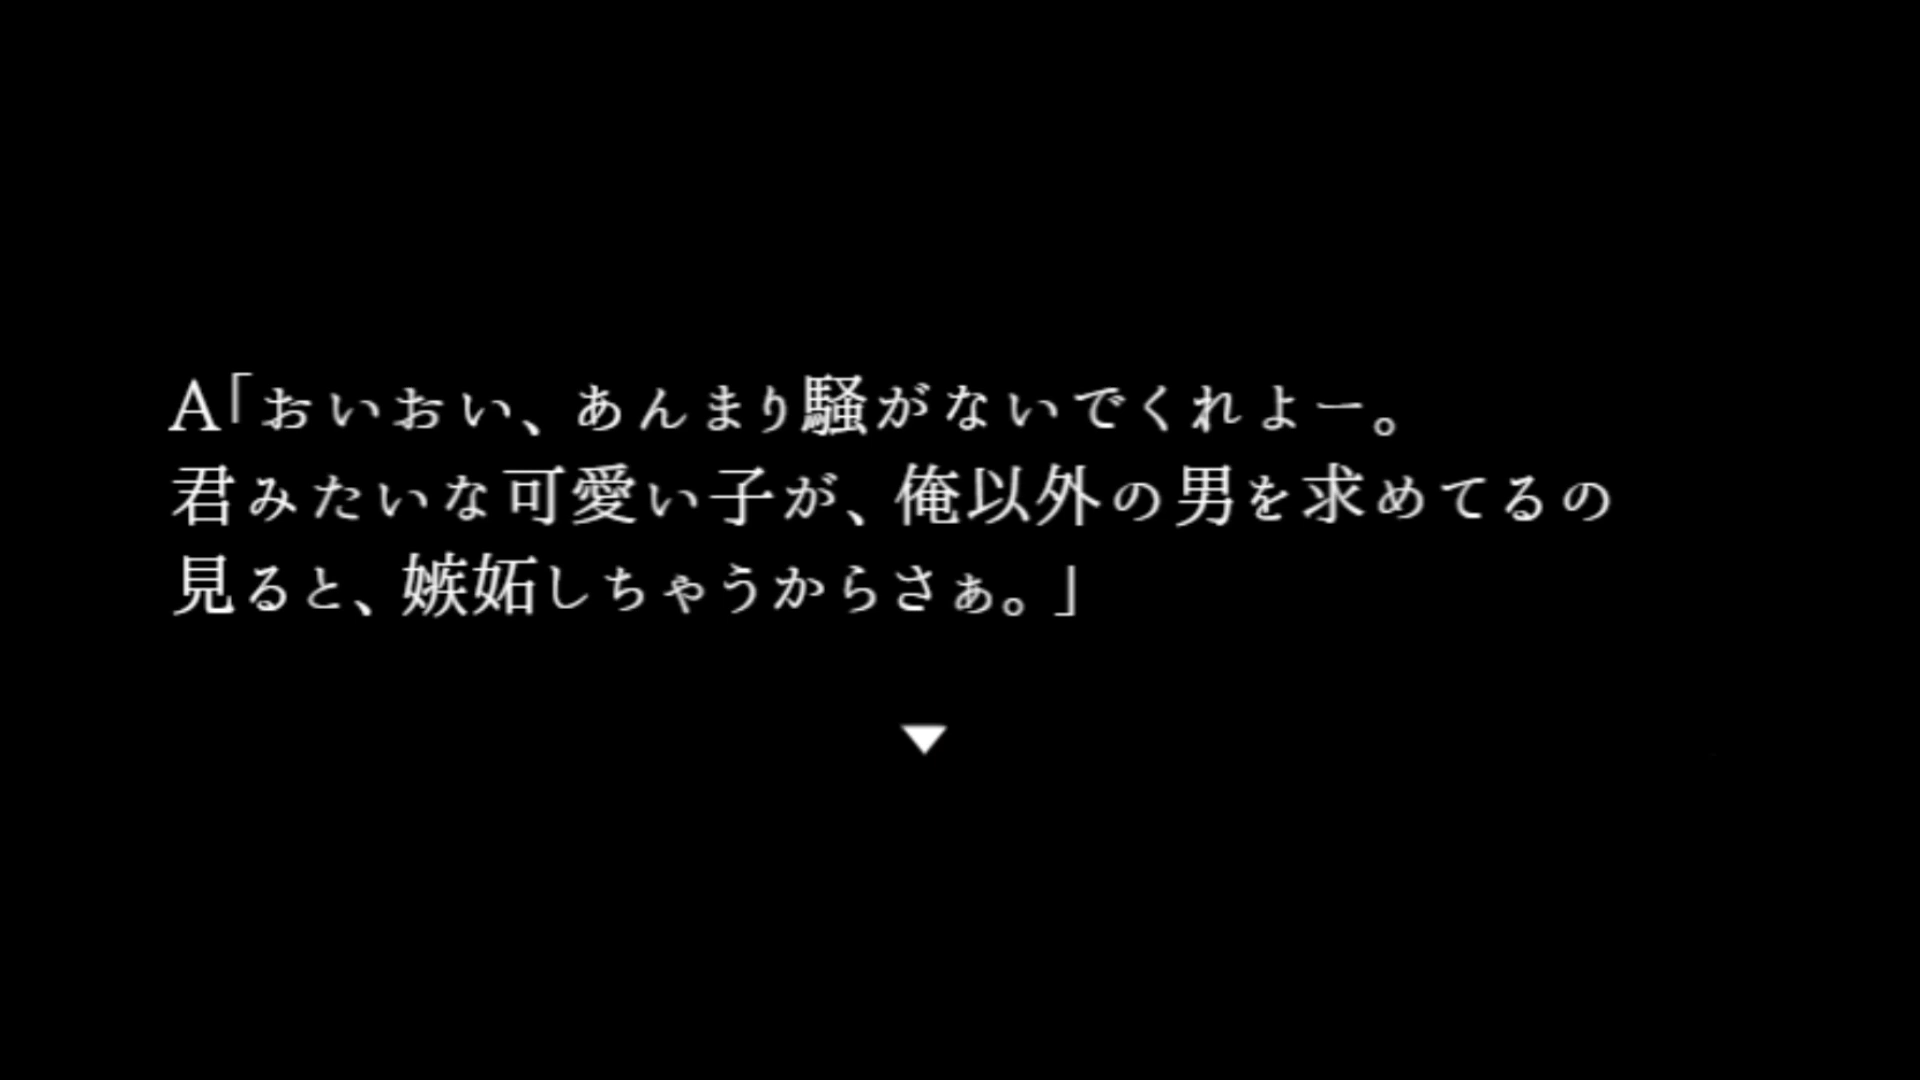 A「おいおい、あんまり騒がないでくれよー。
君みたいな可愛い子が、俺以外の男を求めてるの
見ると、嫉妬しちゃうからさぁ。」